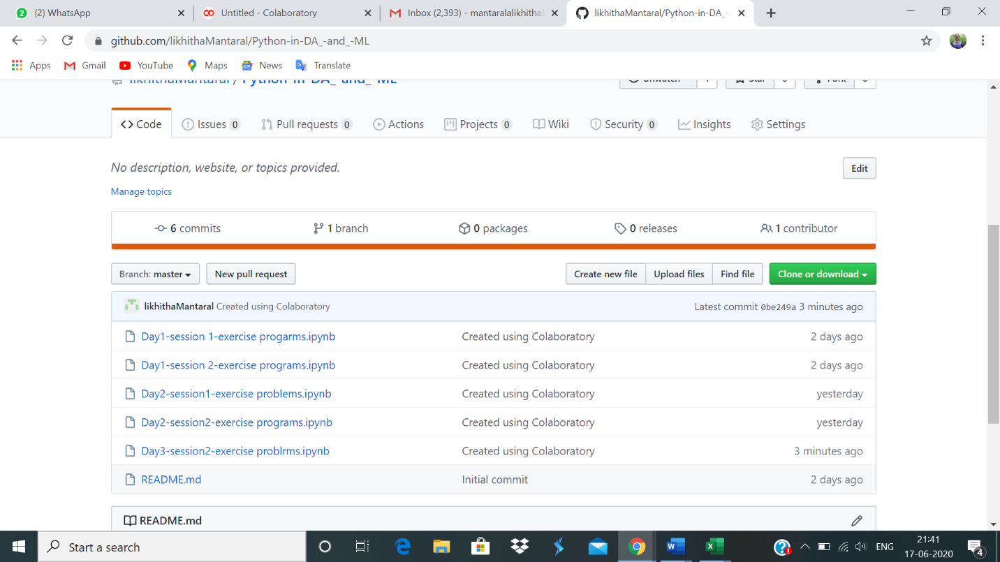 (2) WhatsApp
Untitled - Colaboratory
Inbox (2,393) - mantaralalikhitha
likhithaMantaral/Python-in-DA_-a
github.com/likhithaMantaral/Python-in-DA_-and_-ML
Apps Gmail YouTube Maps News Translate
likhithaMantaral / Python-in-DA_-and_-ML
Unwatch Star Fork
Code Issues 0 Pull requests 0 Actions Projects 0 Wiki Security 0 Insights Settings
No description, website, or topics provided. Edit
Manage topics
6 commits 1 branch 0 packages 0 releases 1 contributor
Branch: master New pull request Create new file Upload files Find file Clone or download
likhithaMantaral Created using Colaboratory Latest commit 0be249a 3 minutes ago
Day1-session 1-exercise progarms.ipynb Created using Colaboratory 2 days ago
Day1-session 2-exercise programs.ipynb Created using Colaboratory 2 days ago
Day2-session1-exercise problems.ipynb Created using Colaboratory yesterday
Day2-session2-exercise programs.ipynb Created using Colaboratory yesterday
Day3-session2-exercise problrms.ipynb Created using Colaboratory 3 minutes ago
README.md Initial commit 2 days ago
README.md
Start a search
ENG
21:41
17-06-2020
4